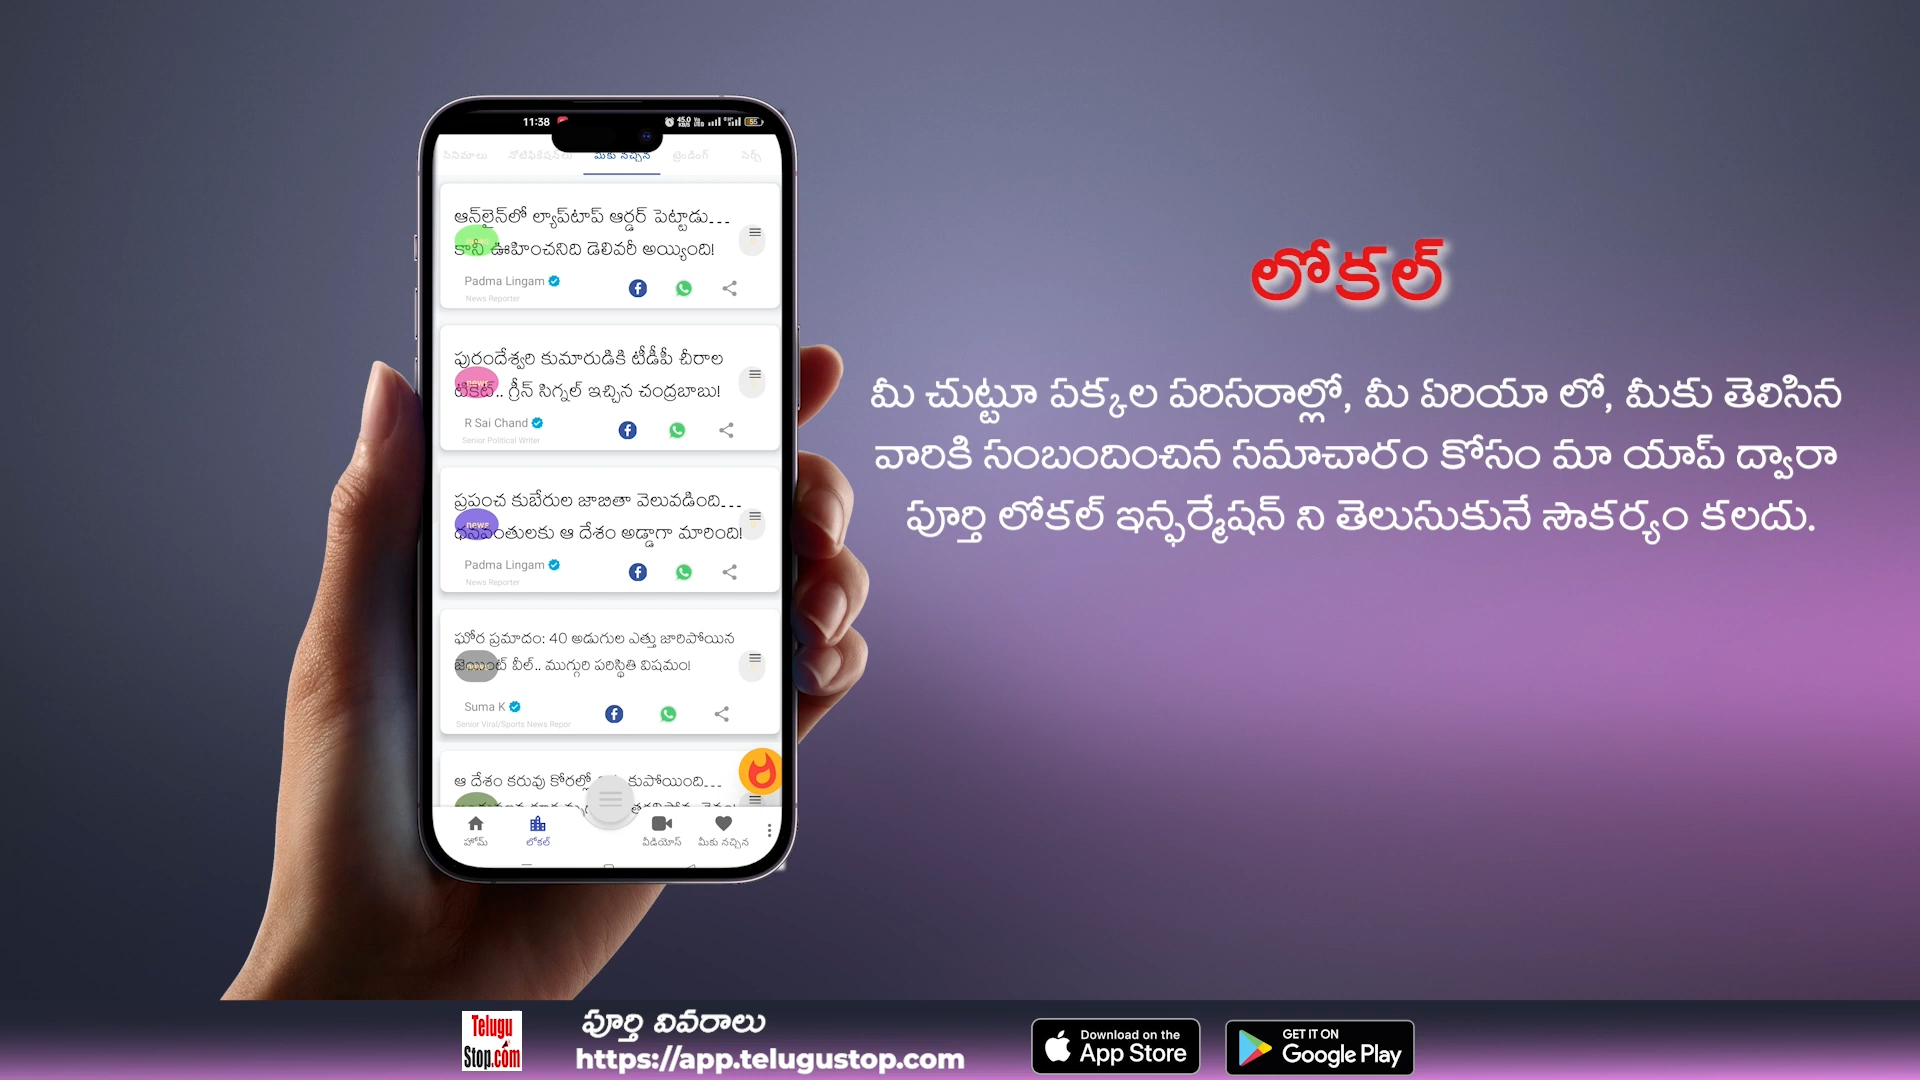 11:38
సినిమాలు నోటిఫికేషన్‌లు మీకు నచ్చిన ట్రెండింగ్ సెర్చ్
ఆన్‌లైన్‌లో ల్యాప్‌టాప్ ఆర్డర్ పెట్టాడు...
కానీ ఊహించనిది డెలివరీ అయ్యింది!
Padma Lingam
News Reporter
పురందేశ్వరి కుమారుడికి టీడీపీ చీరాల
టికెట్.. గ్రీన్ సిగ్నల్ ఇచ్చిన చంద్రబాబు!
news
R Sai Chand
Senior Political Writer
ప్రపంచ కుబేరుల జాబితా వెలువడింది...
ధనవంతులకు ఆ దేశం అడ్డాగా మారింది!
news
Padma Lingam
News Reporter
ఘోర ప్రమాదం: 40 అడుగుల ఎత్తు జారిపోయిన
జెయింట్ వీల్.. ముగ్గురి పరిస్థితి విషమం!
Suma K
Senior Viral/Sports News Repor
ఆ దేశం కరువు కోరల్లో కుపోయింది...
హోమ్ లోకల్ వీడియోస్ మీకు నచ్చిన
లోకల్
మీ చుట్టూ పక్కల పరిసరాల్లో, మీ ఏరియా లో, మీకు తెలిసిన
వారికి సంబందించిన సమాచారం కోసం మా యాప్ ద్వారా
పూర్తి లోకల్ ఇన్ఫర్మేషన్ ని తెలుసుకునే సౌకర్యం కలదు.
Telugu
Stop.com
పూర్తి వివరాలు
https://app.telugustop.com
Download on the
App Store
GET IT ON
Google Play